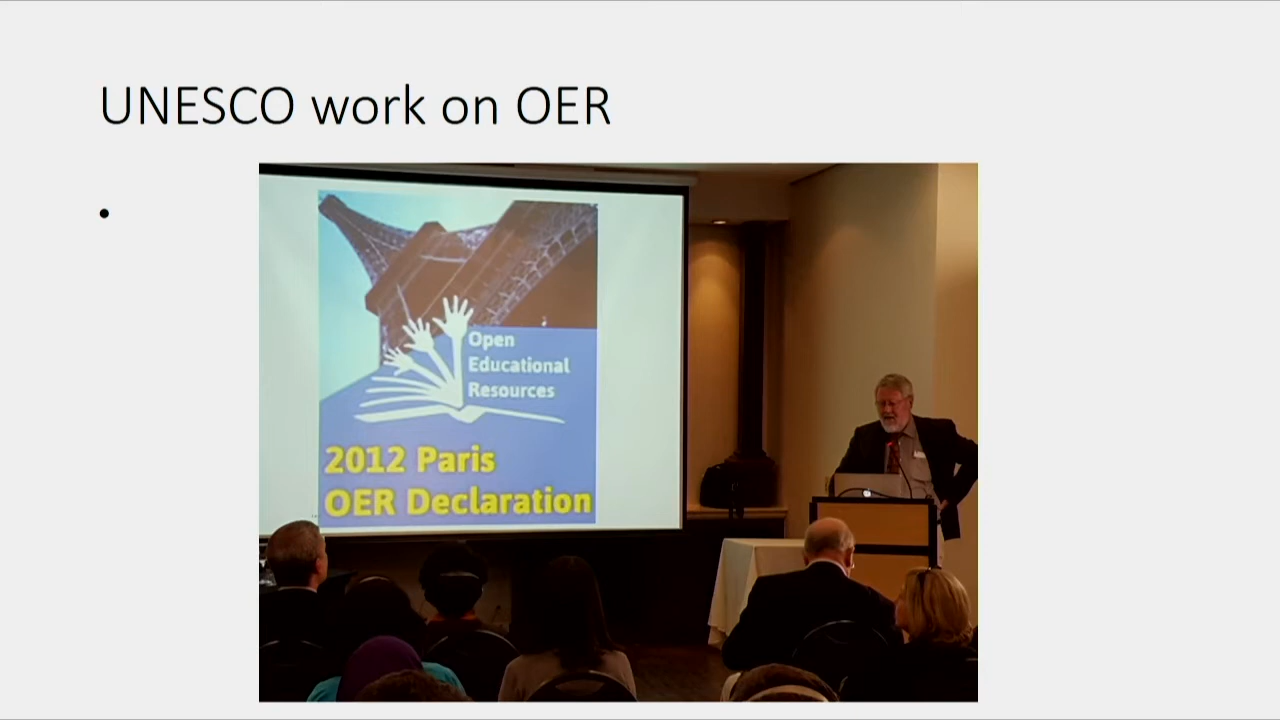 UNESCO work on OER
Open
Educational
Resources
2012 Paris
OER Declaration